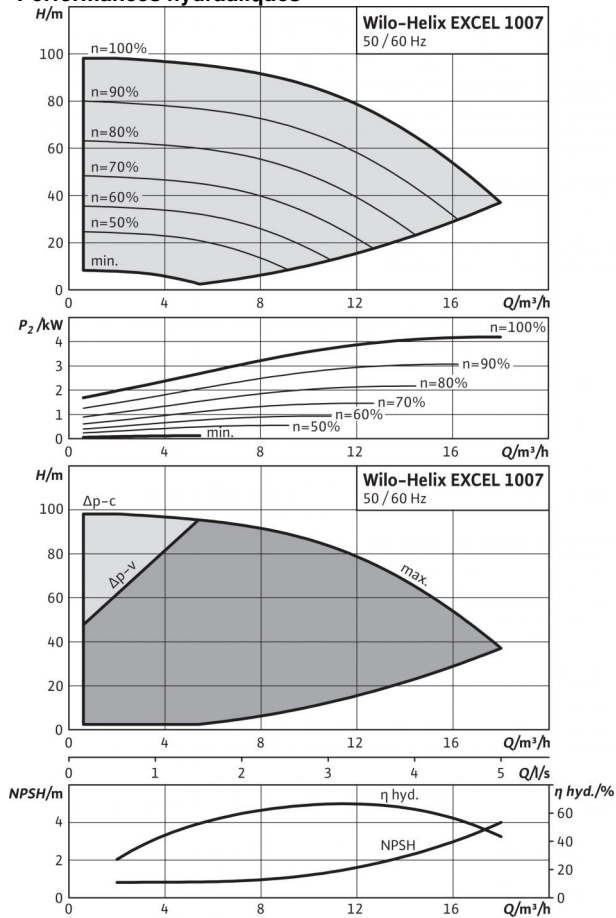 Performances hydrauliques
H/m
Wilo-Helix EXCEL 1007
50 / 60 Hz
n=100%
100
n=90%
80
n=80%
60
n=70%
40
n=60%
n=50%
20
min.
0
0 4 8 12 16 Q/m³/h
P₂ /kW
n=100%
4
n=90%
3
n=80%
2
n=70%
1
n=60%
n=50%
min.
0
0 4 8 12 16 Q/m³/h
H/m
Wilo-Helix EXCEL 1007
50 / 60 Hz
Δp-c
100
80
Δp-v
max.
60
40
20
0
0 4 8 12 16 Q/m³/h
0 1 2 3 4 5 Q/l/s
NPSH/m
η hyd.
η hyd./%
60
4
NPSH
40
2
20
0
0
0 4 8 12 16 Q/m³/h